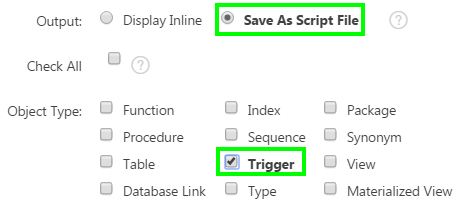 Output: Display Inline Save As Script File ?
Check All ?
Object Type: Function Index Package
Procedure Sequence Synonym
Table Trigger View
Database Link Type Materialized View